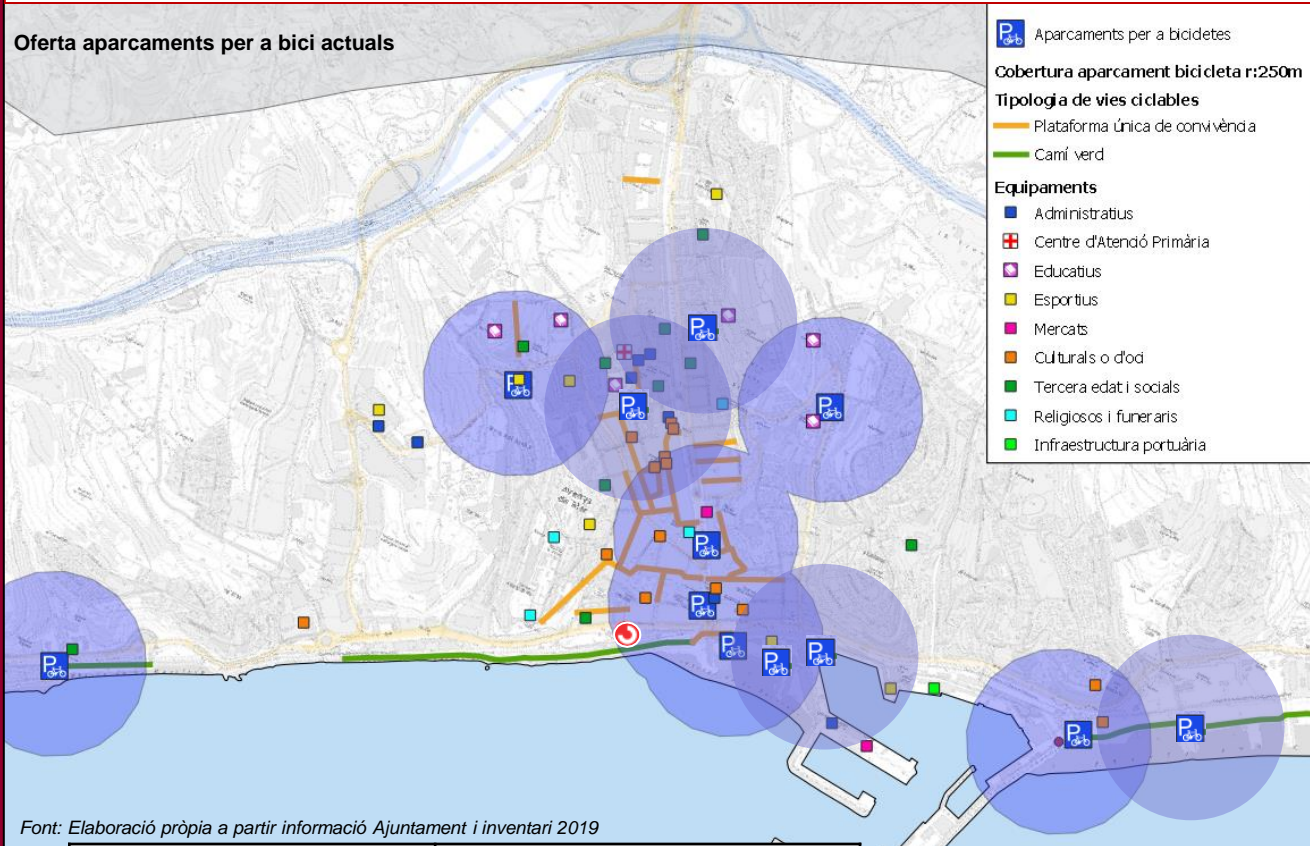 Oferta aparcaments per a bici actuals
Aparcaments per a bicicletes
Cobertura aparcament bicicleta r:250m
Tipologia de vies ciclables
Plataforma única de convivència
Camí verd
Equipaments
Administratius
Centre d'Atenció Primària
Educatius
Esportius
Mercats
Culturals o d'oci
Tercera edat i socials
Religiosos i funeraris
Infraestructura portuària
Font: Elaboració pròpia a partir informació Ajuntament i inventari 2019